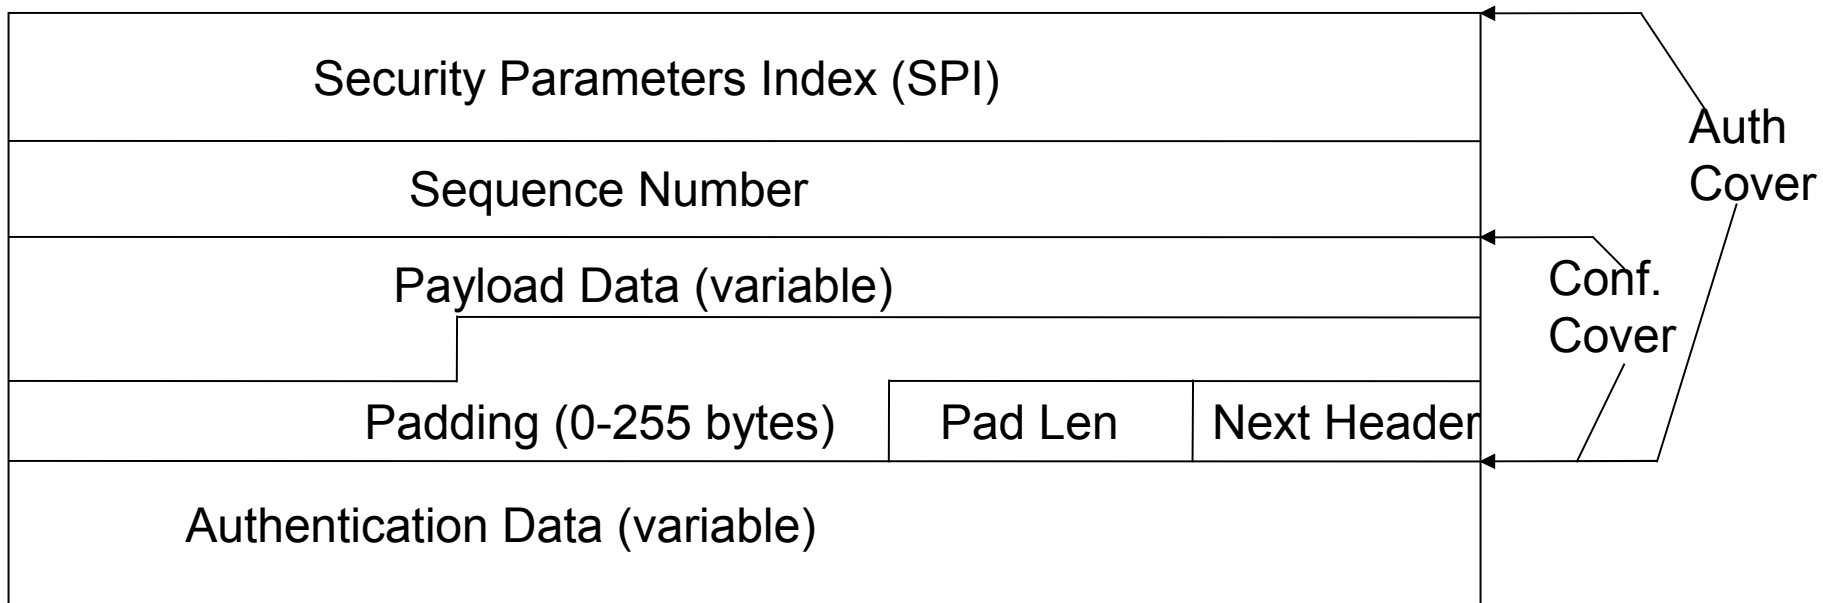 Security Parameters Index (SPI)
Auth
Cover
Sequence Number
Payload Data (variable)
Conf.
Cover
Padding (0-255 bytes)
Pad Len
Next Header
Authentication Data (variable)